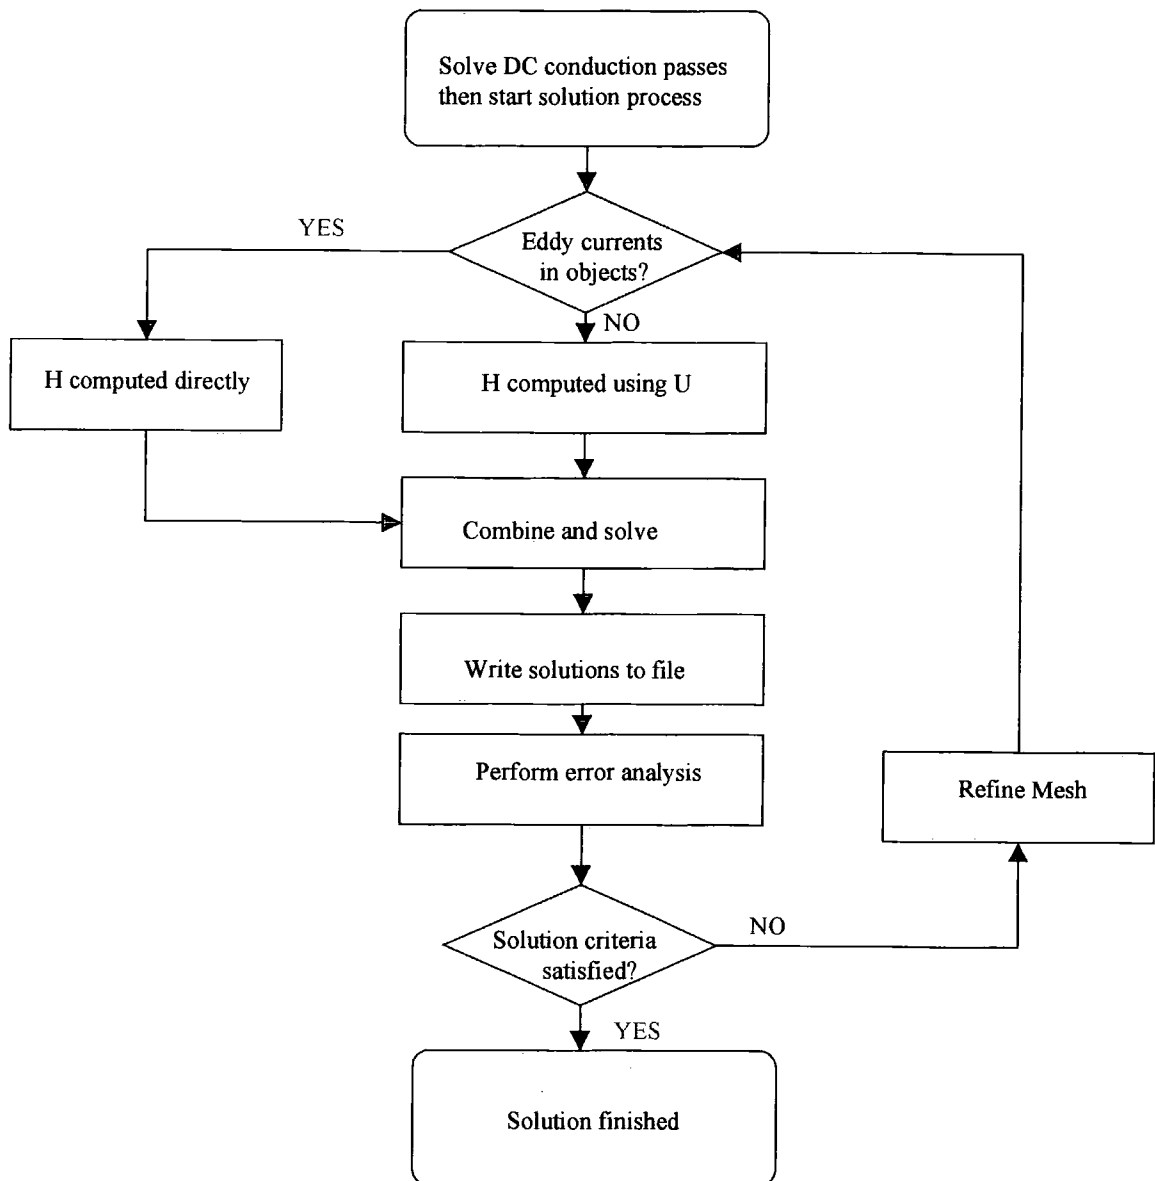 Solve DC conduction passes
then start solution process
YES
Eddy currents
in objects?
NO
H computed directly
H computed using U
Combine and solve
Write solutions to file
Perform error analysis
Refine Mesh
Solution criteria
satisfied?
NO
YES
Solution finished